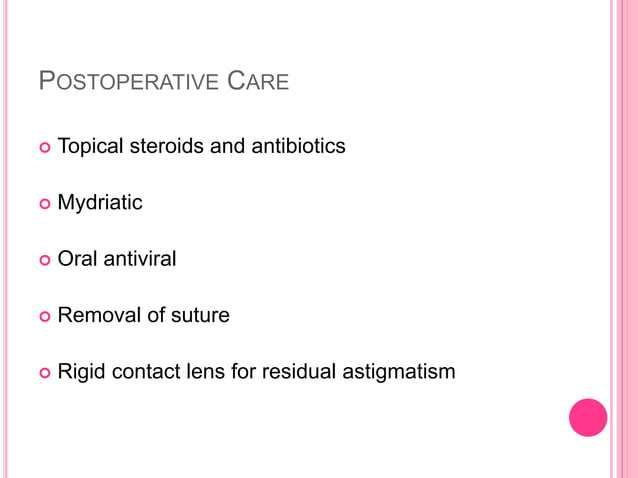 Postoperative Care
Topical steroids and antibiotics
Mydriatic
Oral antiviral
Removal of suture
Rigid contact lens for residual astigmatism